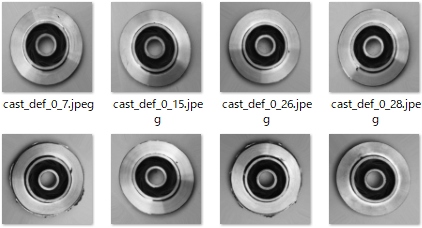 cast_def_0_7.jpeg
cast_def_0_15.jpe
g
cast_def_0_26.jpe
g
cast_def_0_28.jpe
g